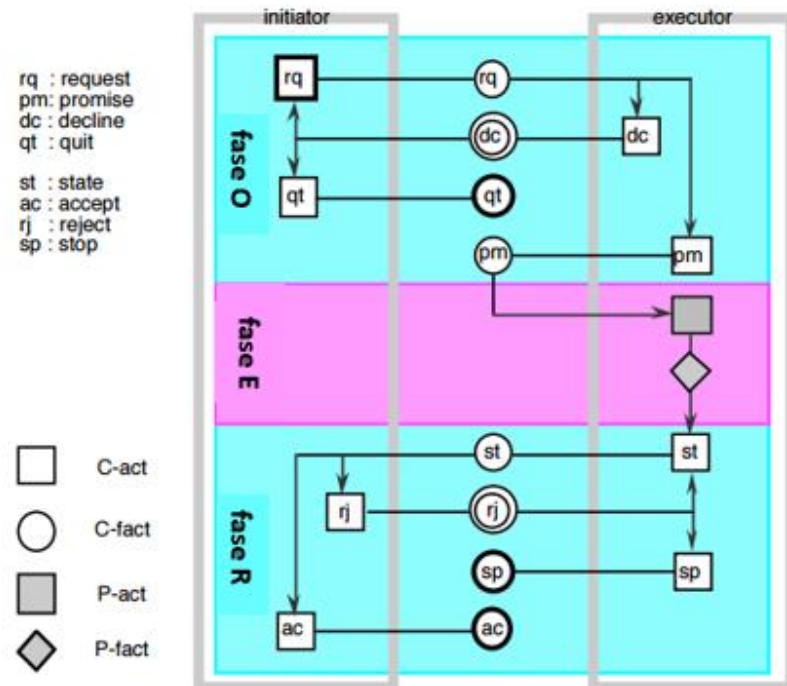 initiator
executor
rq : request
pm: promise
dc : decline
qt : quit
st : state
ac : accept
rj : reject
sp : stop
fase O
rq
rq
dc
dc
qt
qt
pm
pm
fase E
fase R
st
st
rj
rj
sp
sp
ac
ac
C-act
C-fact
P-act
P-fact